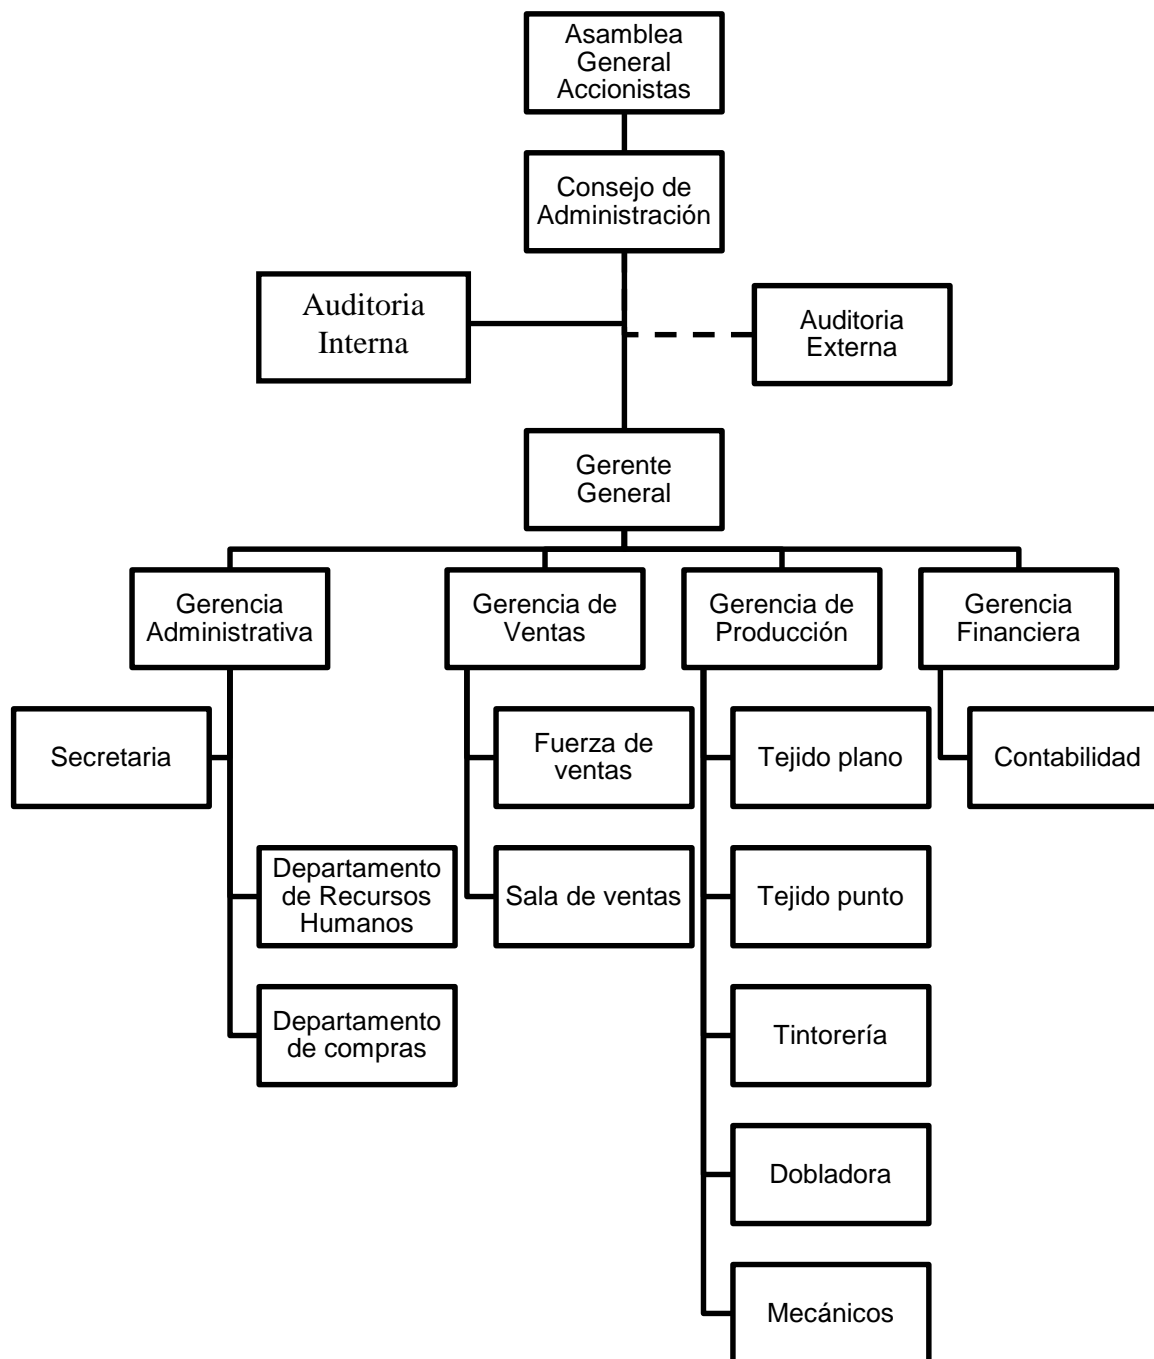 Asamblea
General
Accionistas
Consejo de
Administración
Auditoria
Interna
Auditoria
Externa
Gerente
General
Gerencia
Administrativa
Gerencia de
Ventas
Gerencia de
Producción
Gerencia
Financiera
Secretaria
Fuerza de
ventas
Tejido plano
Contabilidad
Departamento
de Recursos
Humanos
Sala de ventas
Tejido punto
Departamento
de compras
Tintorería
Dobladora
Mecánicos